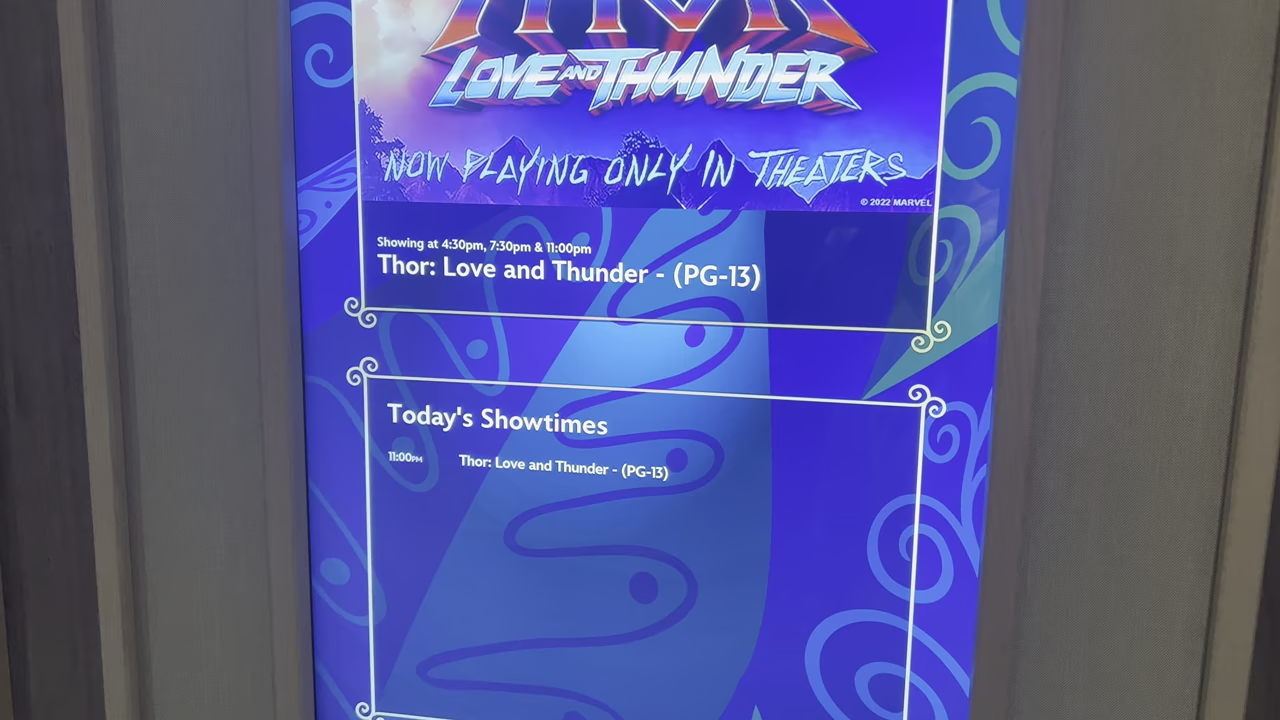 THOR
LOVE AND THUNDER
NOW PLAYING ONLY IN THEATERS
© 2022 MARVEL
Showing at 4:30pm, 7:30pm & 11:00pm
Thor: Love and Thunder - (PG-13)
Today's Showtimes
11:00PM Thor: Love and Thunder - (PG-13)